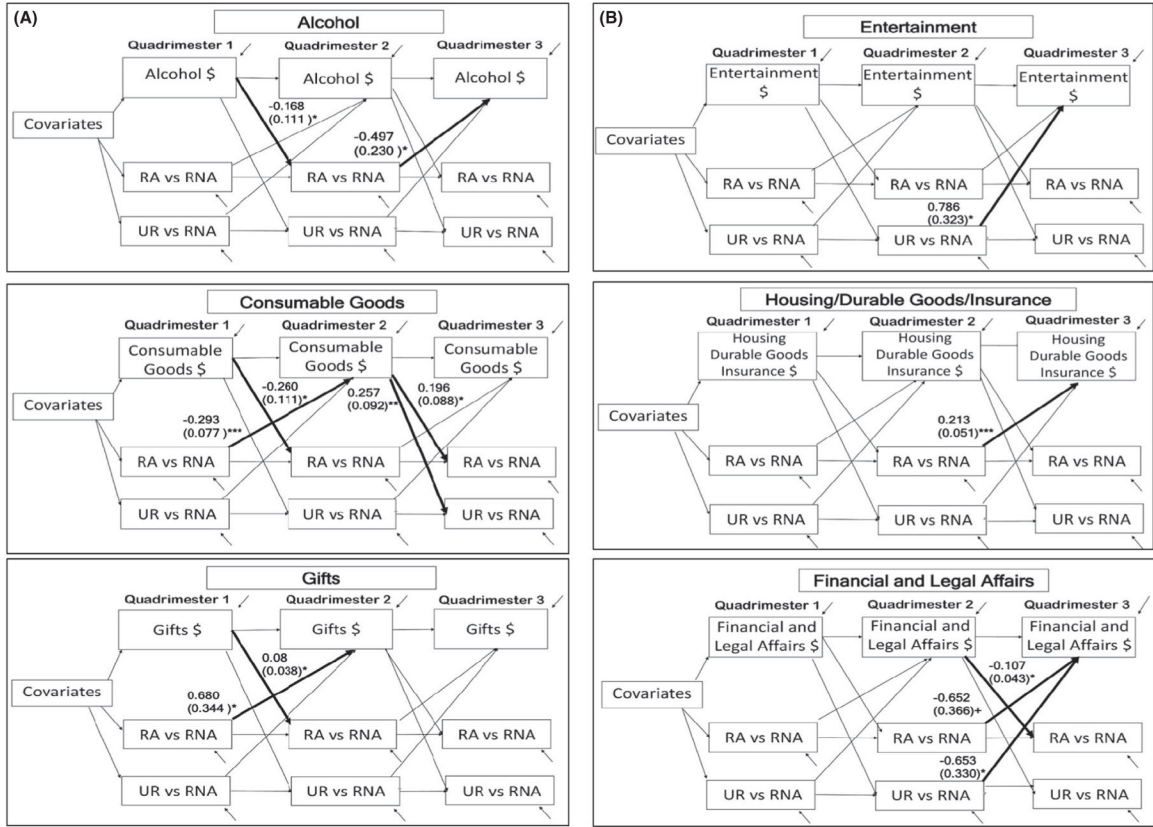 (A)
Alcohol
Quadrimester 1 Quadrimester 2 Quadrimester 3
Alcohol $ Alcohol $ Alcohol $
-0.168
(0.111 )*
Covariates
-0.497
(0.230 )*
RA vs RNA RA vs RNA RA vs RNA
UR vs RNA UR vs RNA UR vs RNA
Consumable Goods
Quadrimester 1 Quadrimester 2 Quadrimester 3
Consumable Consumable Consumable
Goods $ Goods $ Goods $
-0.260 0.257 0.196
(0.111)* (0.092)** (0.088)*
Covariates
-0.293
(0.077 )***
RA vs RNA RA vs RNA RA vs RNA
UR vs RNA UR vs RNA UR vs RNA
Gifts
Quadrimester 1 Quadrimester 2 Quadrimester 3
Gifts $ Gifts $ Gifts $
0.08
(0.038)*
Covariates
0.680
(0.344 )*
RA vs RNA RA vs RNA RA vs RNA
UR vs RNA UR vs RNA UR vs RNA
(B)
Entertainment
Quadrimester 1 Quadrimester 2 Quadrimester 3
Entertainment Entertainment Entertainment
$ $ $
Covariates
RA vs RNA RA vs RNA RA vs RNA
0.786
(0.323)*
UR vs RNA UR vs RNA UR vs RNA
Housing/Durable Goods/Insurance
Quadrimester 1 Quadrimester 2 Quadrimester 3
Housing Housing Housing
Durable Goods Durable Goods Durable Goods
Insurance $ Insurance $ Insurance $
Covariates
0.213
(0.051)***
RA vs RNA RA vs RNA RA vs RNA
UR vs RNA UR vs RNA UR vs RNA
Financial and Legal Affairs
Quadrimester 1 Quadrimester 2 Quadrimester 3
Financial and Financial and Financial and
Legal Affairs $ Legal Affairs $ Legal Affairs $
-0.107
(0.043)*
Covariates
-0.652
(0.366)+
RA vs RNA RA vs RNA RA vs RNA
-0.653
(0.330)*
UR vs RNA UR vs RNA UR vs RNA